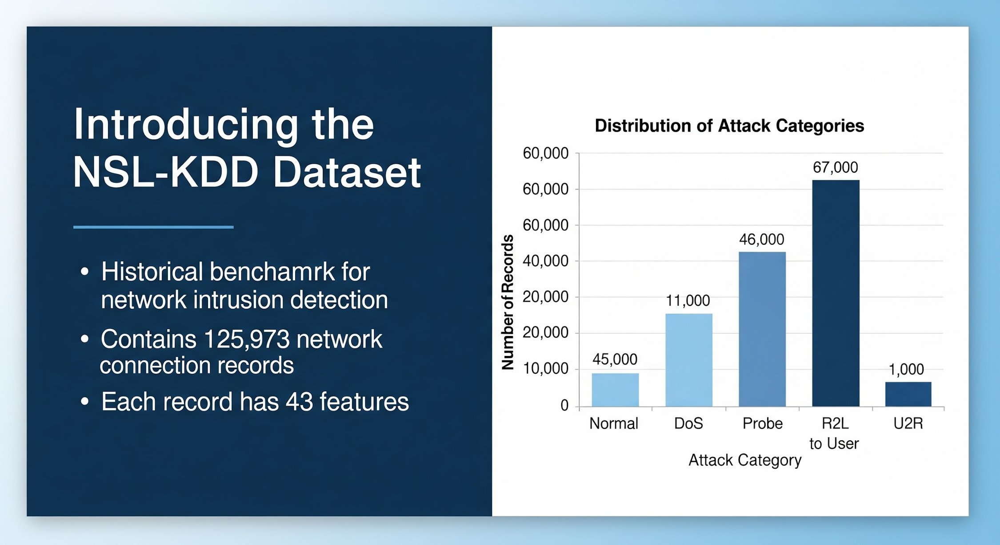 Introducing the
NSL-KDD Dataset
• Historical benchamrk for
network intrusion detection
• Contains 125,973 network
connection records
• Each record has 43 features
Distribution of Attack Categories
Number of Records
60,000
60,000
60,000
40,000
20,000
20,000
10,000
0
45,000
11,000
46,000
67,000
1,000
Normal
DoS
Probe
R2L
to User
U2R
Attack Category